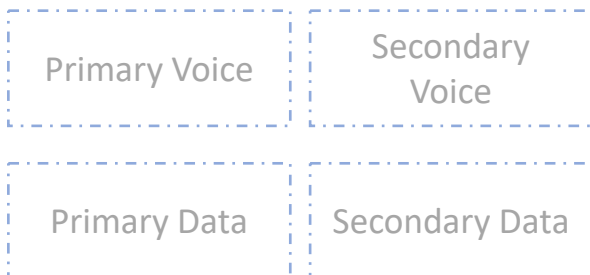 Primary Voice
Secondary
Voice
Primary Data
Secondary Data